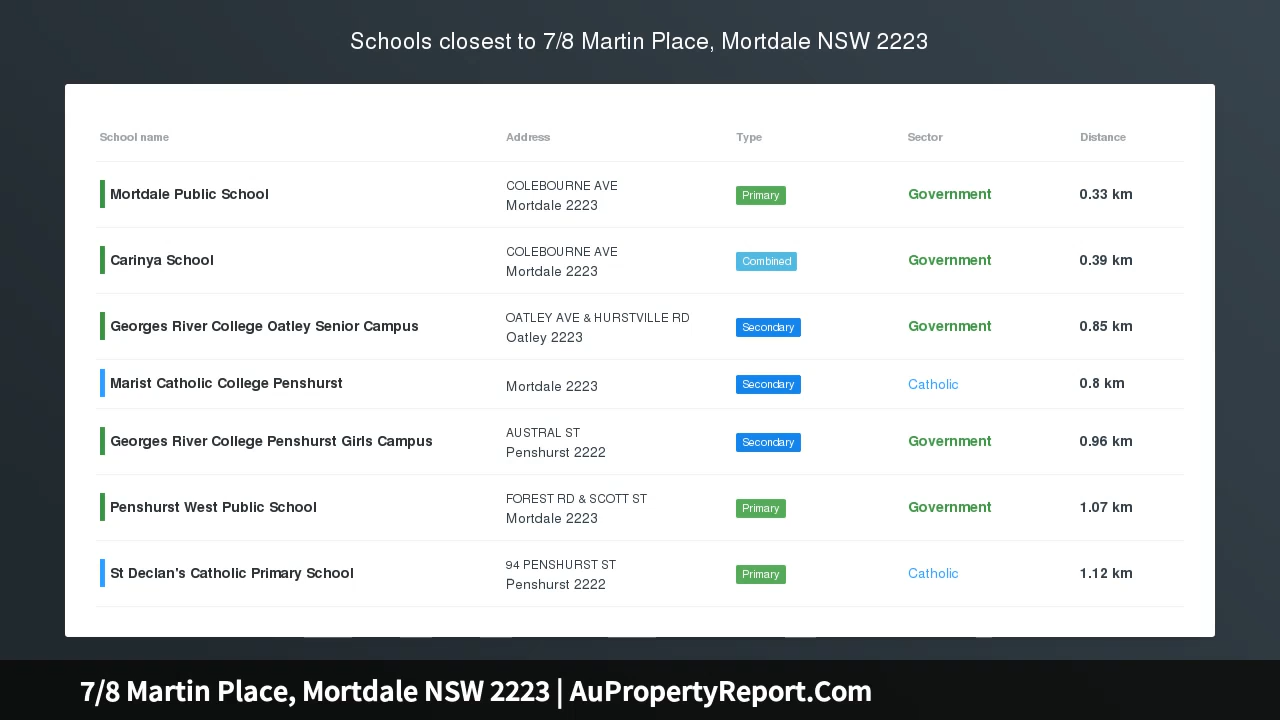 Schools closest to 7/8 Martin Place, Mortdale NSW 2223
School name Address Type Sector Distance
Mortdale Public School COLEBOURNE AVE Mortdale 2223 Primary Government 0.33 km
Carinya School COLEBOURNE AVE Mortdale 2223 Combined Government 0.39 km
Georges River College Oatley Senior Campus OATLEY AVE & HURSTVILLE RD Oatley 2223 Secondary Government 0.85 km
Marist Catholic College Penshurst Mortdale 2223 Secondary Catholic 0.8 km
Georges River College Penshurst Girls Campus AUSTRAL ST Penshurst 2222 Secondary Government 0.96 km
Penshurst West Public School FOREST RD & SCOTT ST Mortdale 2223 Primary Government 1.07 km
St Declan's Catholic Primary School 94 PENSHURST ST Penshurst 2222 Primary Catholic 1.12 km
7/8 Martin Place, Mortdale NSW 2223 | AuPropertyReport.Com